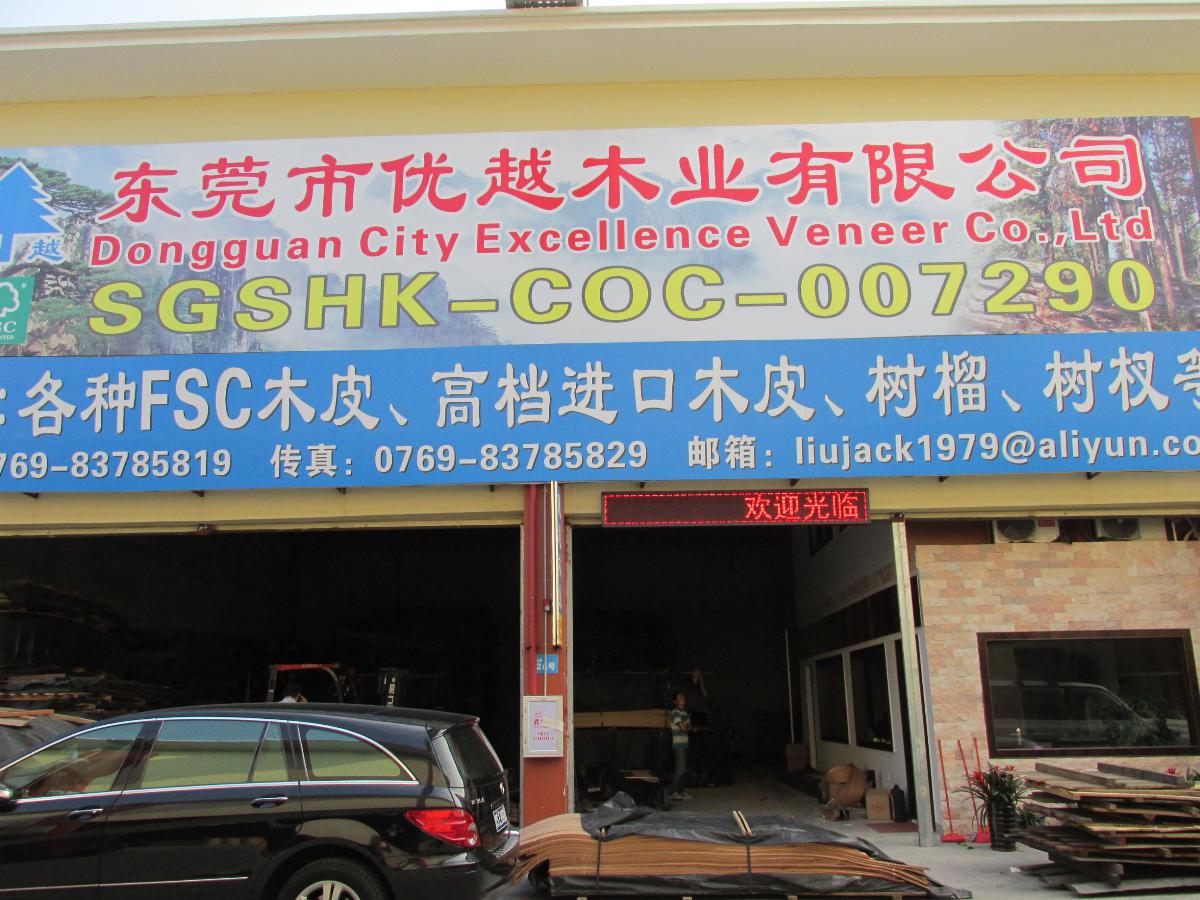 东莞市优越木业有限公司
越
Dongguan City Excellence Veneer Co.,Ltd
SGSHK-COC-007290
:各种FSC木皮、高档进口木皮、树榴、树杈等
769-83785819 传真：0769-83785829 邮箱：liujack1979@aliyun.co
欢迎光临